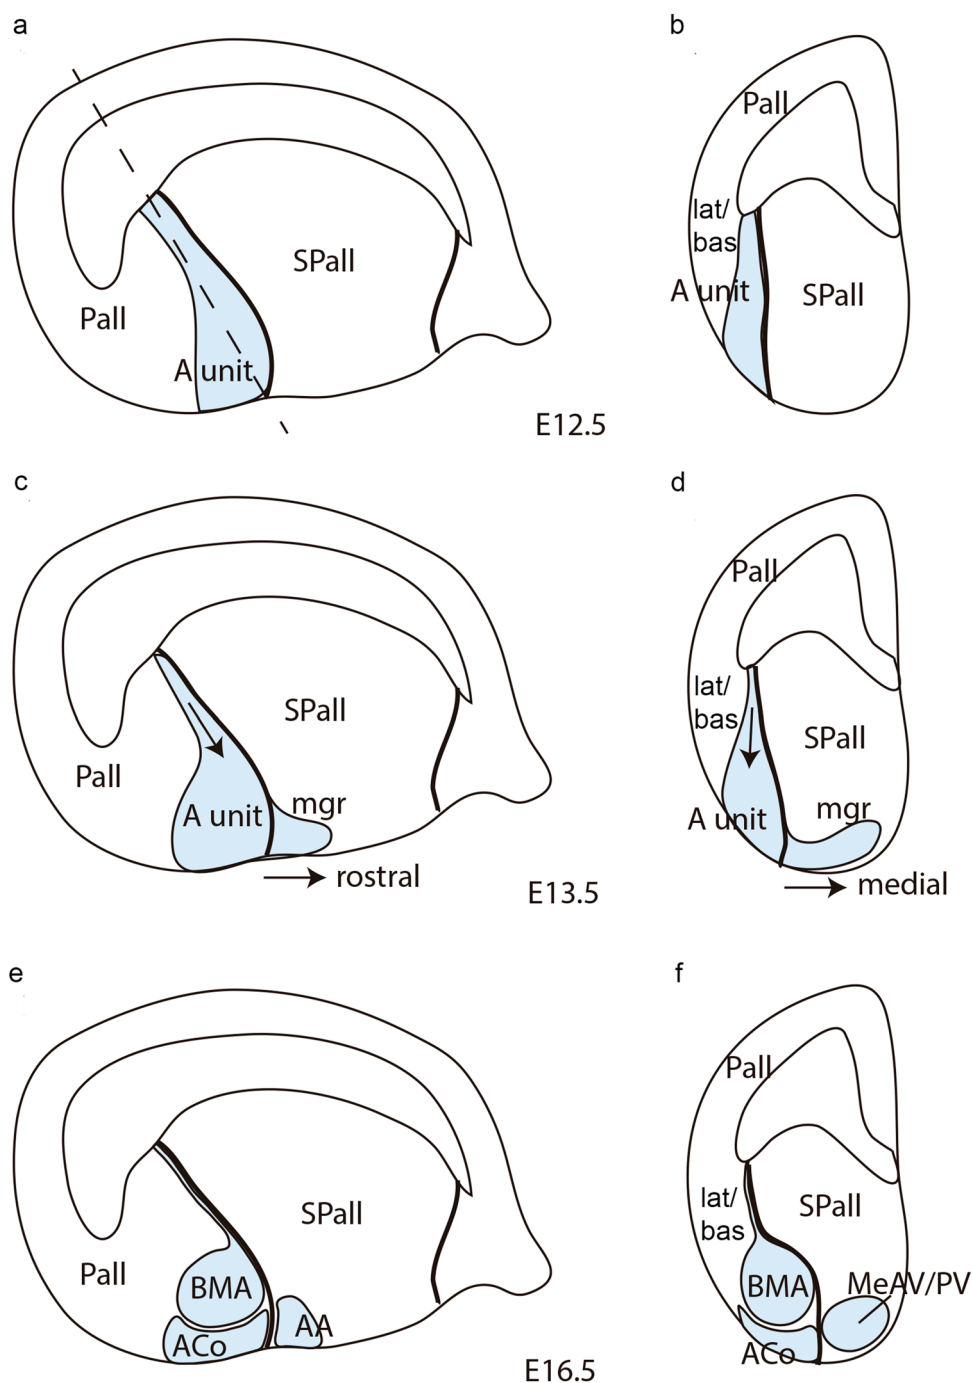 a
b
Pall
lat/
bas
SPall
A unit
SPall
Pall
A unit
E12.5
c
d
Pall
lat/
bas
SPall
SPall
Pall
mgr
mgr
A unit
A unit
rostral
medial
E13.5
e
f
Pall
lat/
bas
SPall
SPall
Pall
BMA
BMA
MeAV/PV
AA
ACo
ACo
E16.5